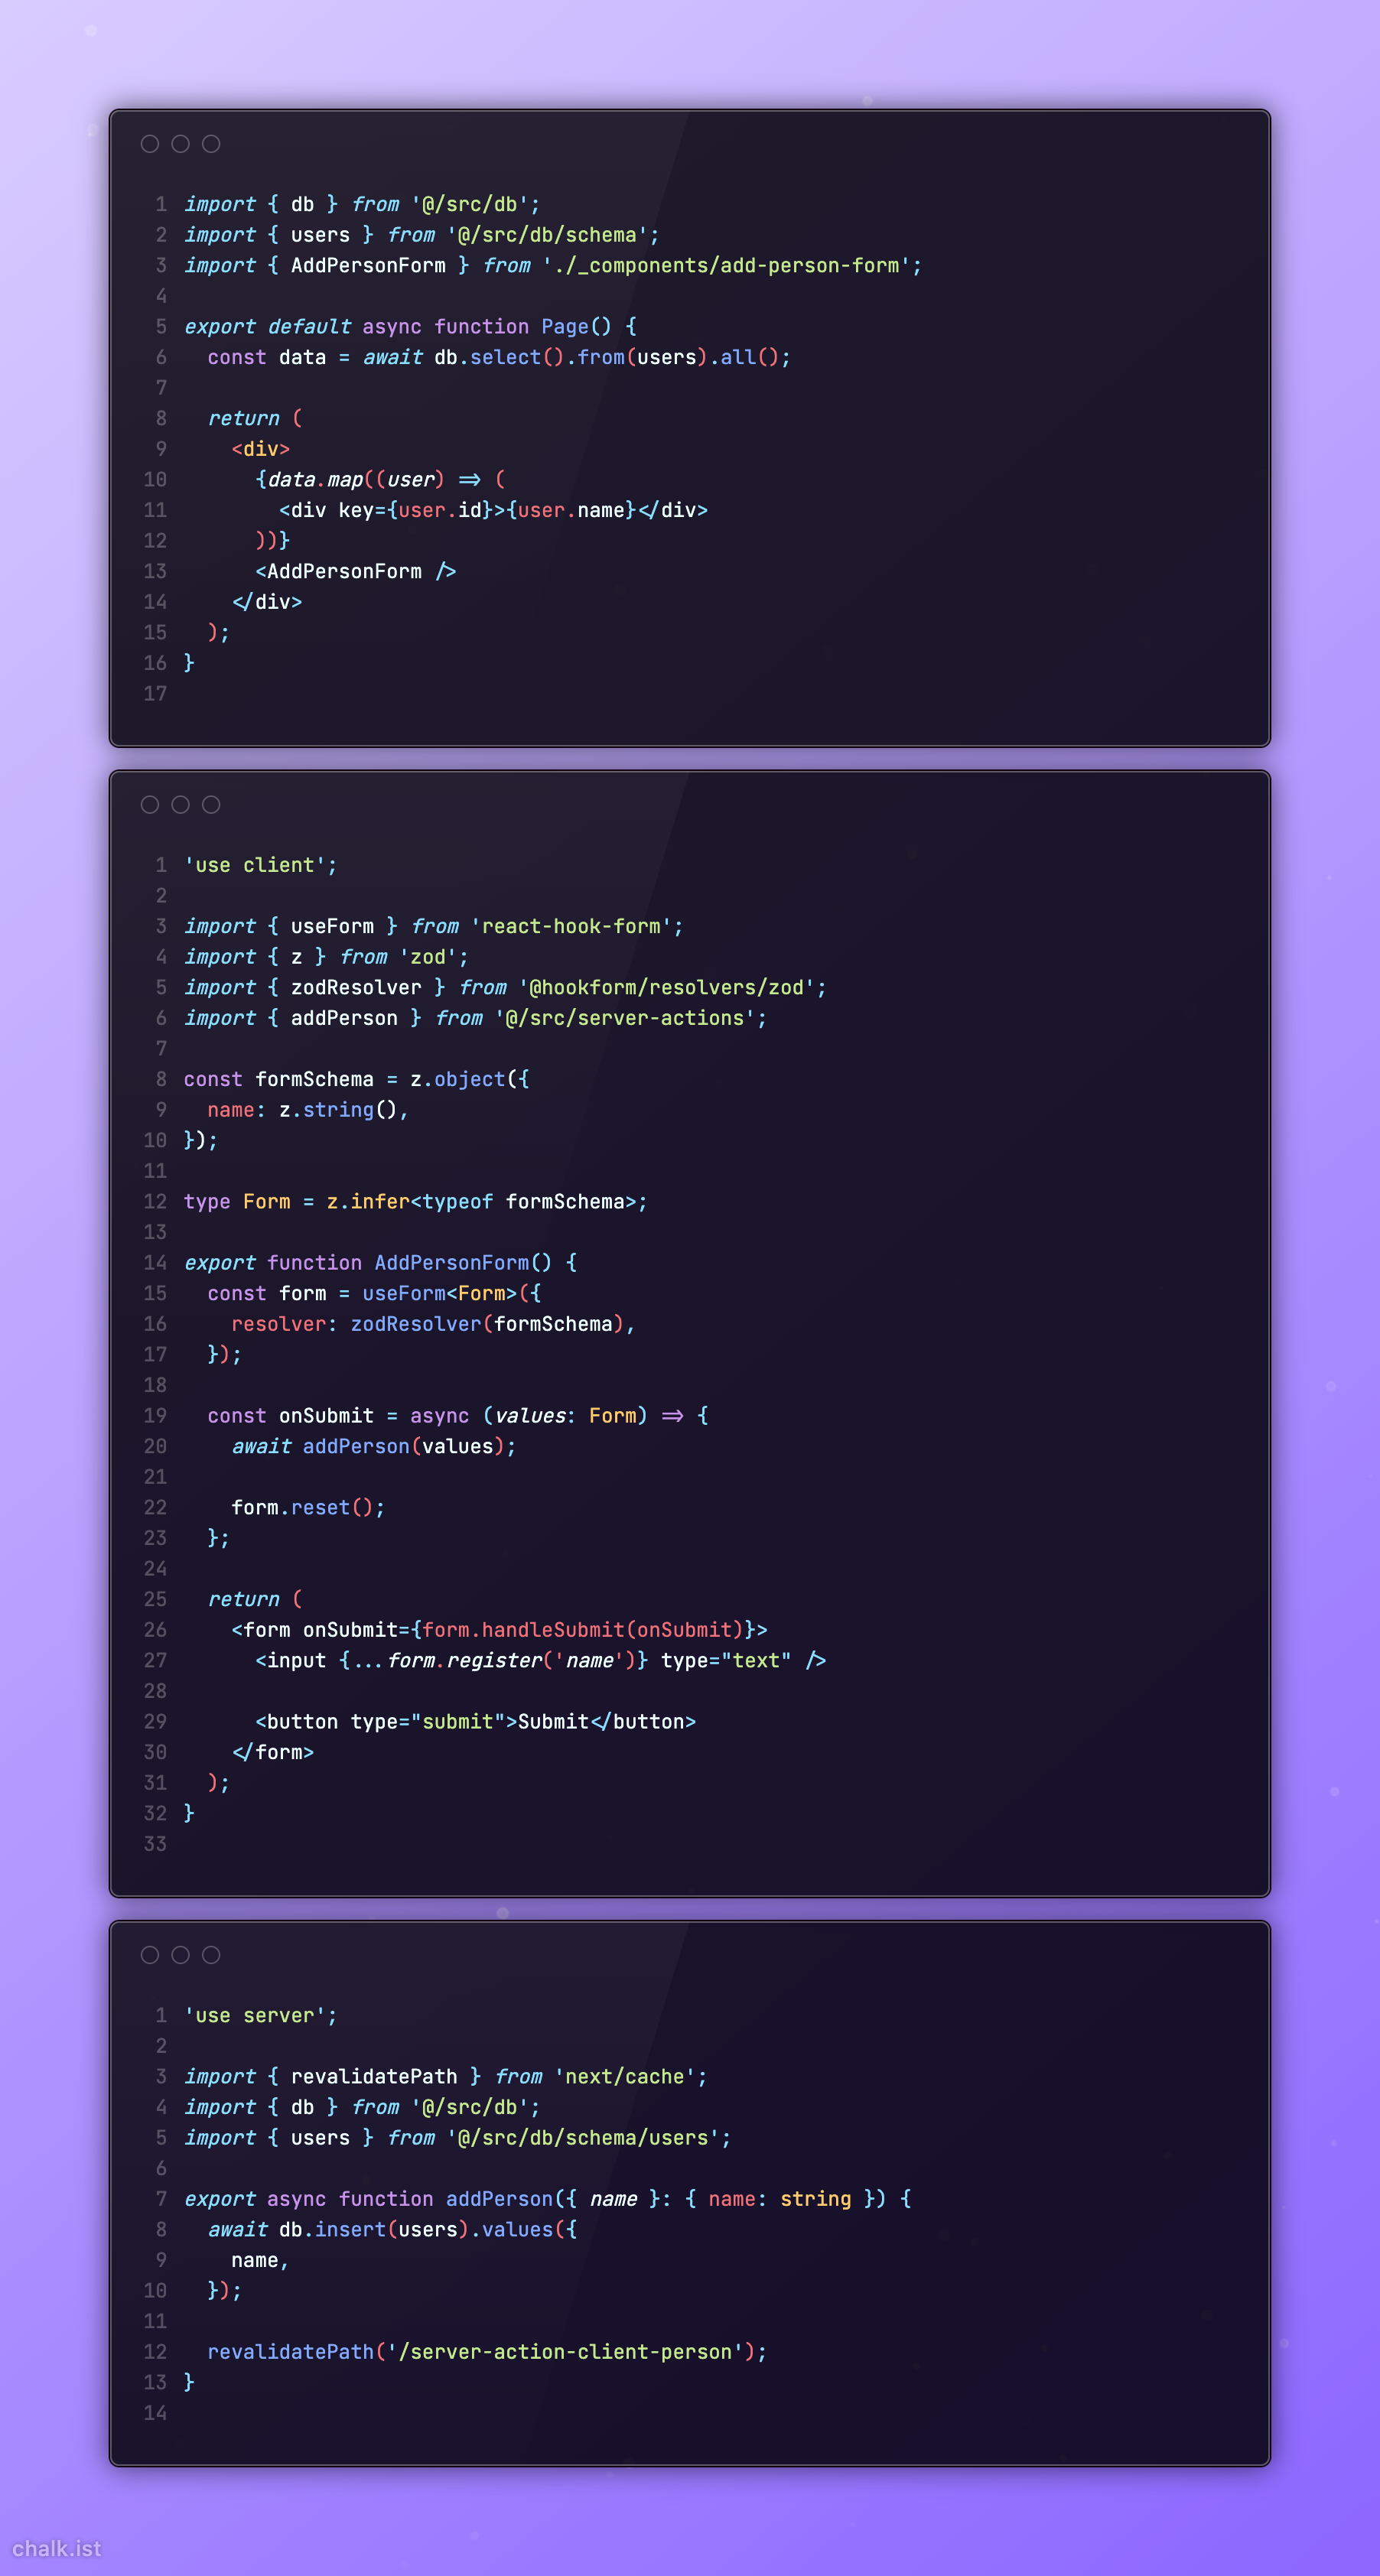 1 import { db } from '@/src/db';
2 import { users } from '@/src/db/schema';
3 import { AddPersonForm } from './_components/add-person-form';
4
5 export default async function Page() {
6   const data = await db.select().from(users).all();
7
8   return (
9     <div>
10       {data.map((user) => (
11         <div key={user.id}>{user.name}</div>
12       ))}
13       <AddPersonForm />
14     </div>
15   );
16 }
17
1 'use client';
2
3 import { useForm } from 'react-hook-form';
4 import { z } from 'zod';
5 import { zodResolver } from '@hookform/resolvers/zod';
6 import { addPerson } from '@/src/server-actions';
7
8 const formSchema = z.object({
9   name: z.string(),
10 });
11
12 type Form = z.infer<typeof formSchema>;
13
14 export function AddPersonForm() {
15   const form = useForm<Form>({
16     resolver: zodResolver(formSchema),
17   });
18
19   const onSubmit = async (values: Form) => {
20     await addPerson(values);
21
22     form.reset();
23   };
24
25   return (
26     <form onSubmit={form.handleSubmit(onSubmit)}>
27       <input {...form.register('name')} type="text" />
28
29       <button type="submit">Submit</button>
30     </form>
31   );
32 }
33
1 'use server';
2
3 import { revalidatePath } from 'next/cache';
4 import { db } from '@/src/db';
5 import { users } from '@/src/db/schema/users';
6
7 export async function addPerson({ name }: { name: string }) {
8   await db.insert(users).values({
9     name,
10   });
11
12   revalidatePath('/server-action-client-person');
13 }
14
chalk.ist